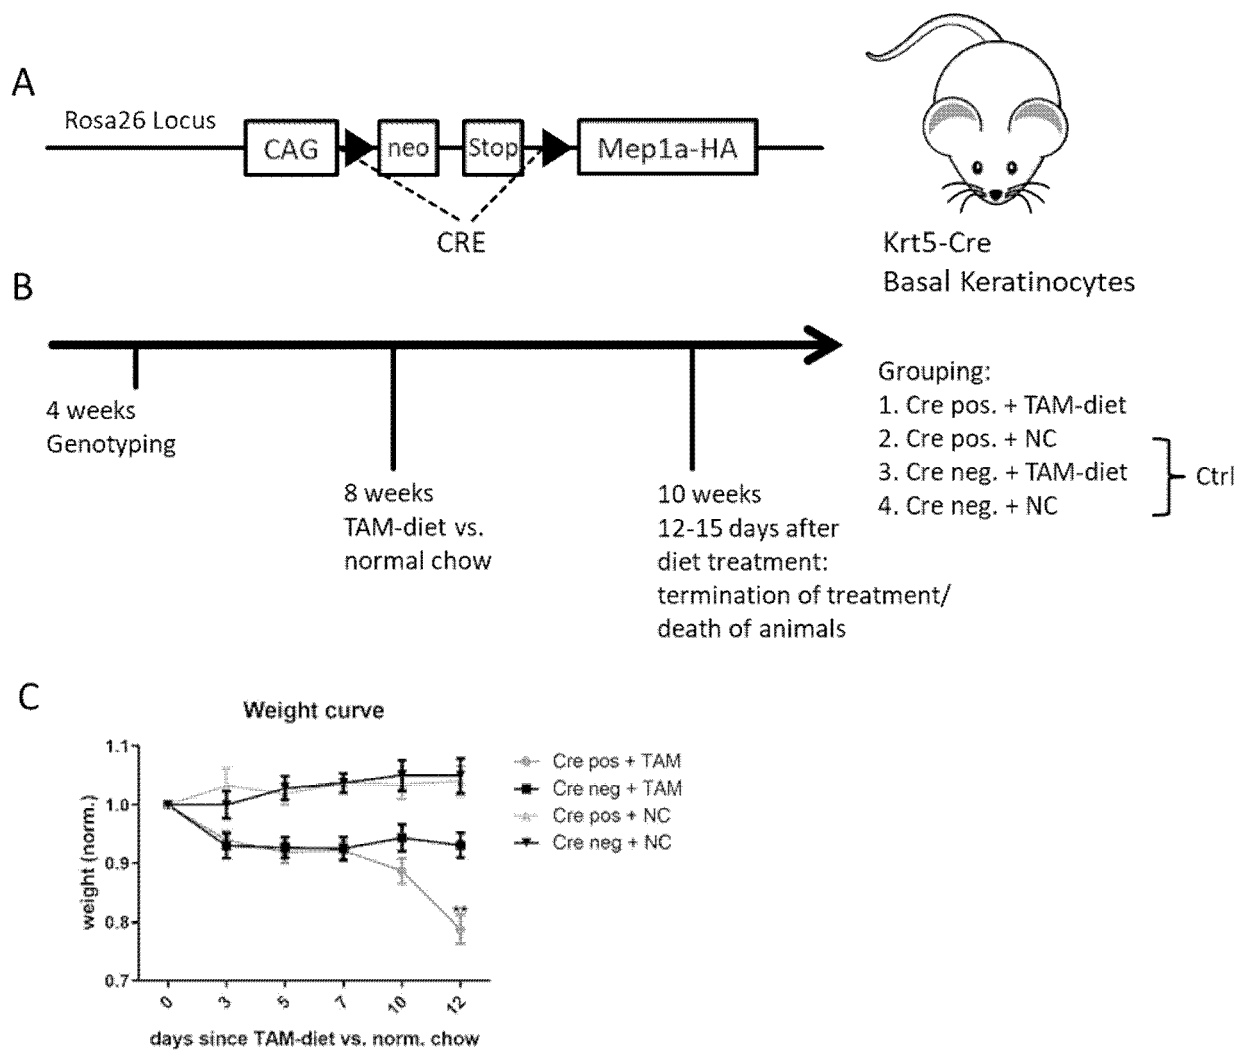 A
Rosa26 Locus
CAG
neo
Stop
Mep1a-HA
CRE
Krt5-Cre
Basal Keratinocytes
B
4 weeks
Genotyping
8 weeks
TAM-diet vs.
normal chow
10 weeks
12-15 days after
diet treatment:
termination of treatment/
death of animals
Grouping:
1. Cre pos. + TAM-diet
2. Cre pos. + NC
3. Cre neg. + TAM-diet
4. Cre neg. + NC
Ctrl
C
Weight curve
weight (norm.)
1.1
1.0
0.9
0.8
0.7
**
0 3 5 7 10 12
days since TAM-diet vs. norm. chow
Cre pos + TAM
Cre neg + TAM
Cre pos + NC
Cre neg + NC